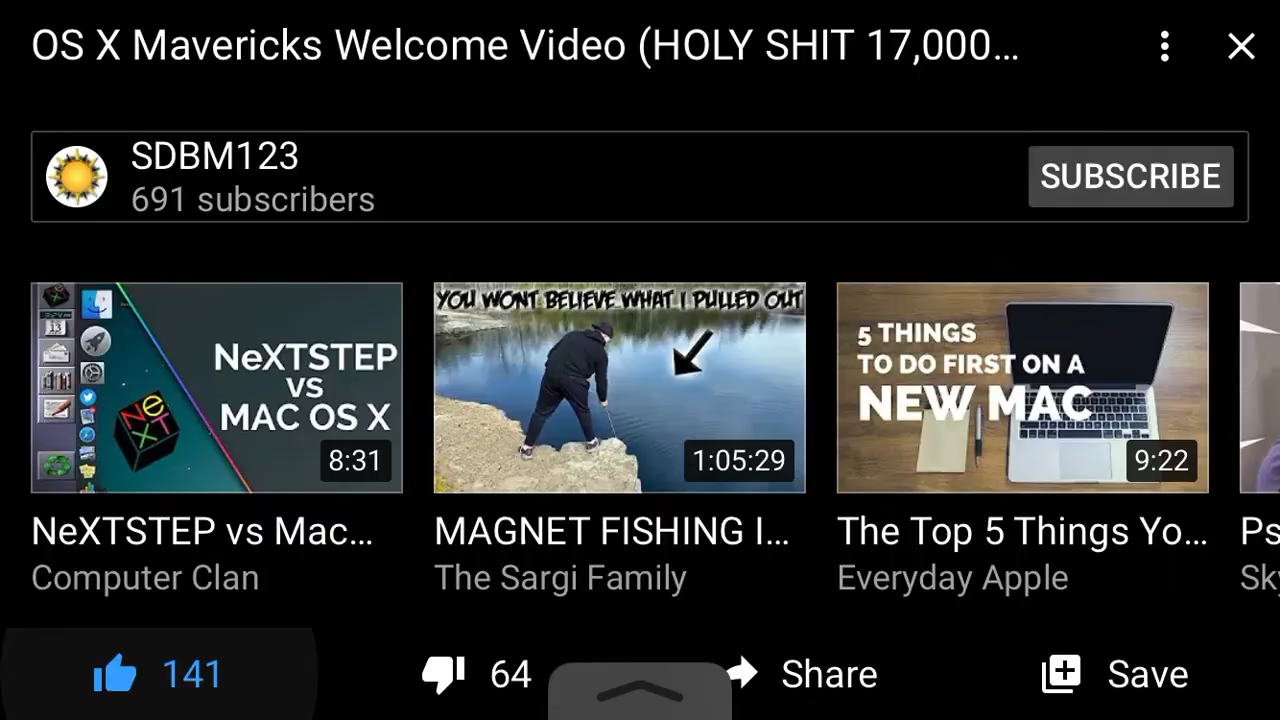 OS X Mavericks Welcome Video (HOLY SHIT 17,000...
SDBM123
691 subscribers
SUBSCRIBE
NeXTSTEP
VS
MAC OS X
8:31
YOU WONT BELIEVE WHAT I PULLED OUT
1:05:29
5 THINGS
TO DO FIRST ON A
NEW MAC
9:22
NeXTSTEP vs Mac...
Computer Clan
MAGNET FISHING I...
The Sargi Family
The Top 5 Things Yo...
Everyday Apple
Ps
Sky
141
64
Share
Save